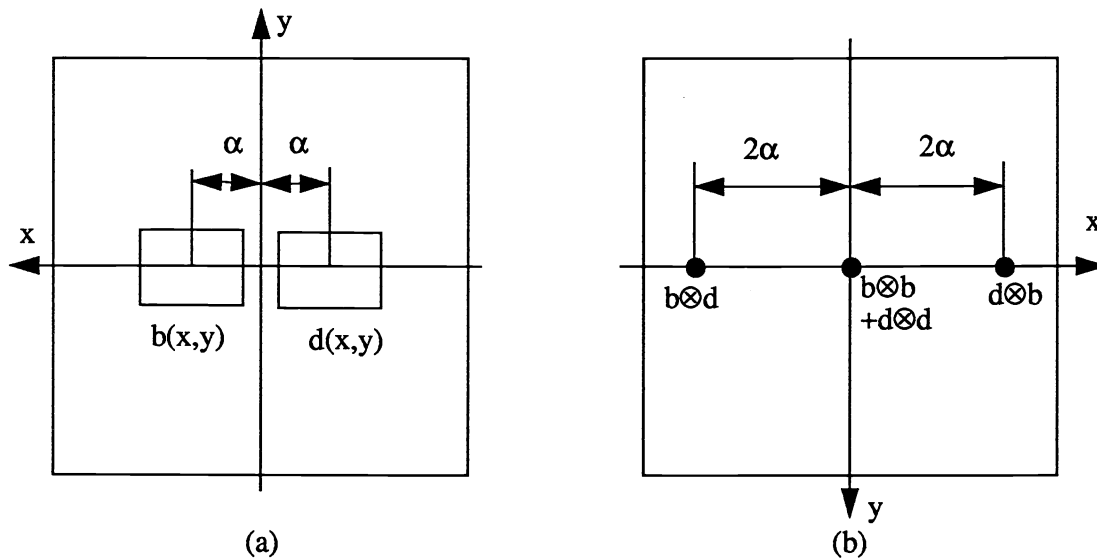 y
α α
x
b(x,y) d(x,y)
(a)
2α 2α
x
b⊗d b⊗b d⊗b
+d⊗d
y
(b)